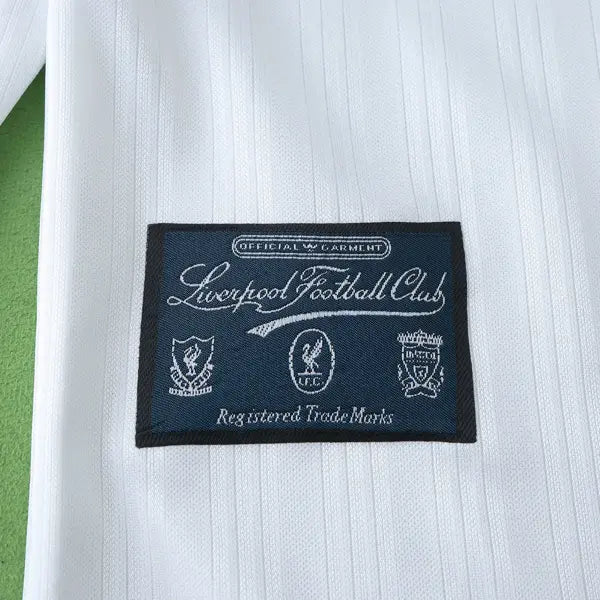 OFFICIAL GARMENT
Liverpool Football Club
L.F.C.
Registered Trade Marks